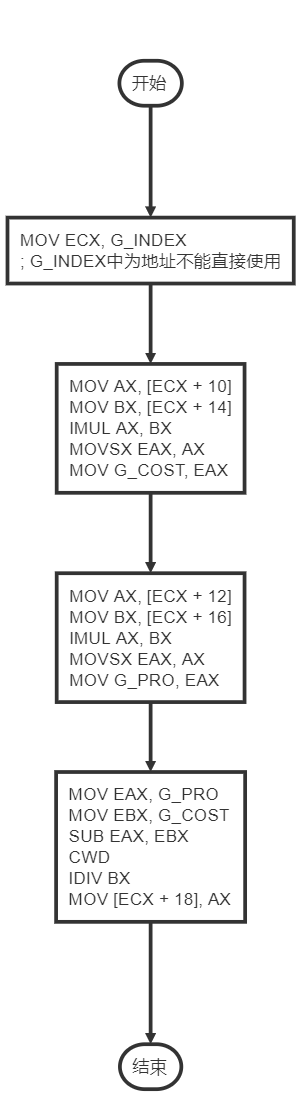 开始
MOV ECX, G_INDEX
; G_INDEX中为地址不能直接使用
MOV AX, [ECX + 10]
MOV BX, [ECX + 14]
IMUL AX, BX
MOVSX EAX, AX
MOV G_COST, EAX
MOV AX, [ECX + 12]
MOV BX, [ECX + 16]
IMUL AX, BX
MOVSX EAX, AX
MOV G_PRO, EAX
MOV EAX, G_PRO
MOV EBX, G_COST
SUB EAX, EBX
CWD
IDIV BX
MOV [ECX + 18], AX
结束